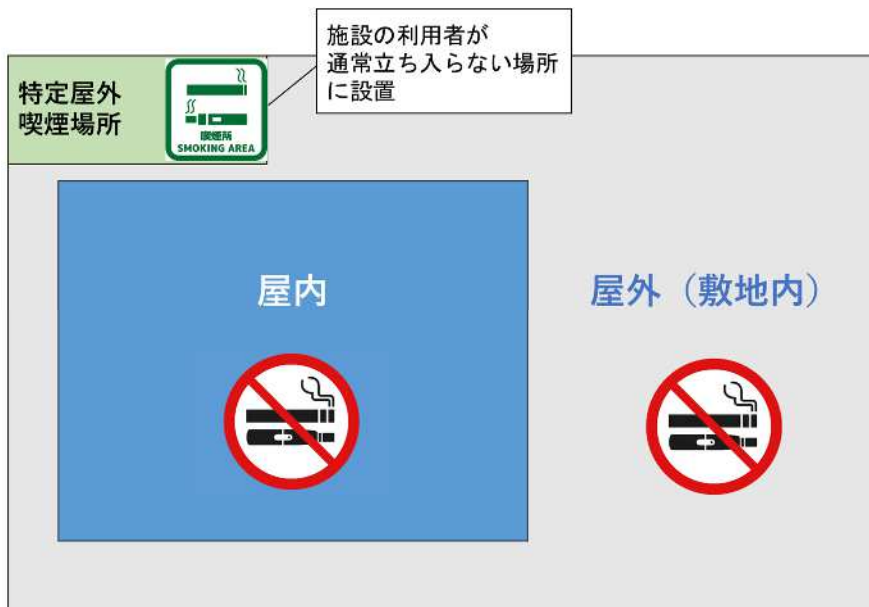 施設の利用者が
通常立ち入らない場所
に設置
特定屋外
喫煙場所
喫煙所
SMOKING AREA
屋内
屋外（敷地内）